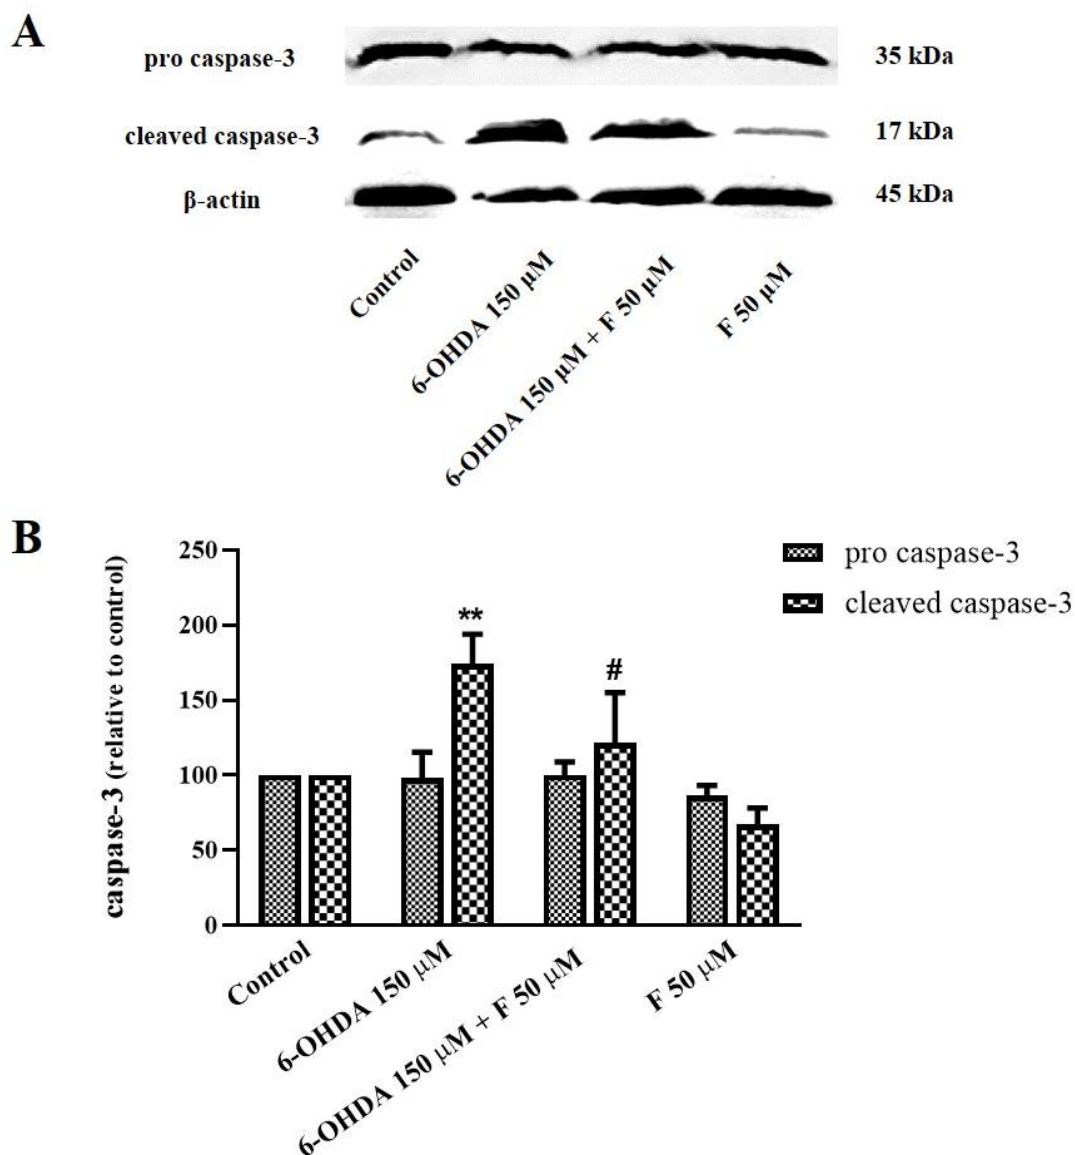 A
pro caspase-3 35 kDa
cleaved caspase-3 17 kDa
β-actin 45 kDa
Control
6-OHDA 150 μM
6-OHDA 150 μM + F 50 μM
F 50 μM
B
caspase-3 (relative to control)
250
200
150
100
50
0
**
#
pro caspase-3
cleaved caspase-3
Control
6-OHDA 150 μM
6-OHDA 150 μM + F 50 μM
F 50 μM